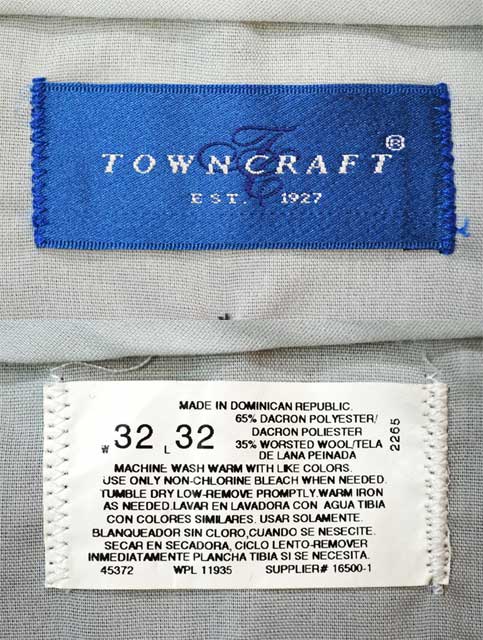 TOWNCRAFT®
EST. 1927
MADE IN DOMINICAN REPUBLIC.
W 32 L 32
65% DACRON POLYESTER/
DACRON POLIESTER
35% WORSTED WOOL/TELA
DE LANA PEINADA
2265
MACHINE WASH WARM WITH LIKE COLORS.
USE ONLY NON-CHLORINE BLEACH WHEN NEEDED.
TUMBLE DRY LOW-REMOVE PROMPTLY.WARM IRON
AS NEEDED.LAVAR EN LAVADORA CON AGUA TIBIA
CON COLORES SIMILARES. USAR SOLAMENTE.
BLANQUEADOR SIN CLORO,CUANDO SE NESECITE.
SECAR EN SECADORA, CICLO LENTO-REMOVER
INMEDIATAMENTE PLANCHA TIBIA SI SE NECESITA.
45372 WPL 11935 SUPPLIER# 16500-1